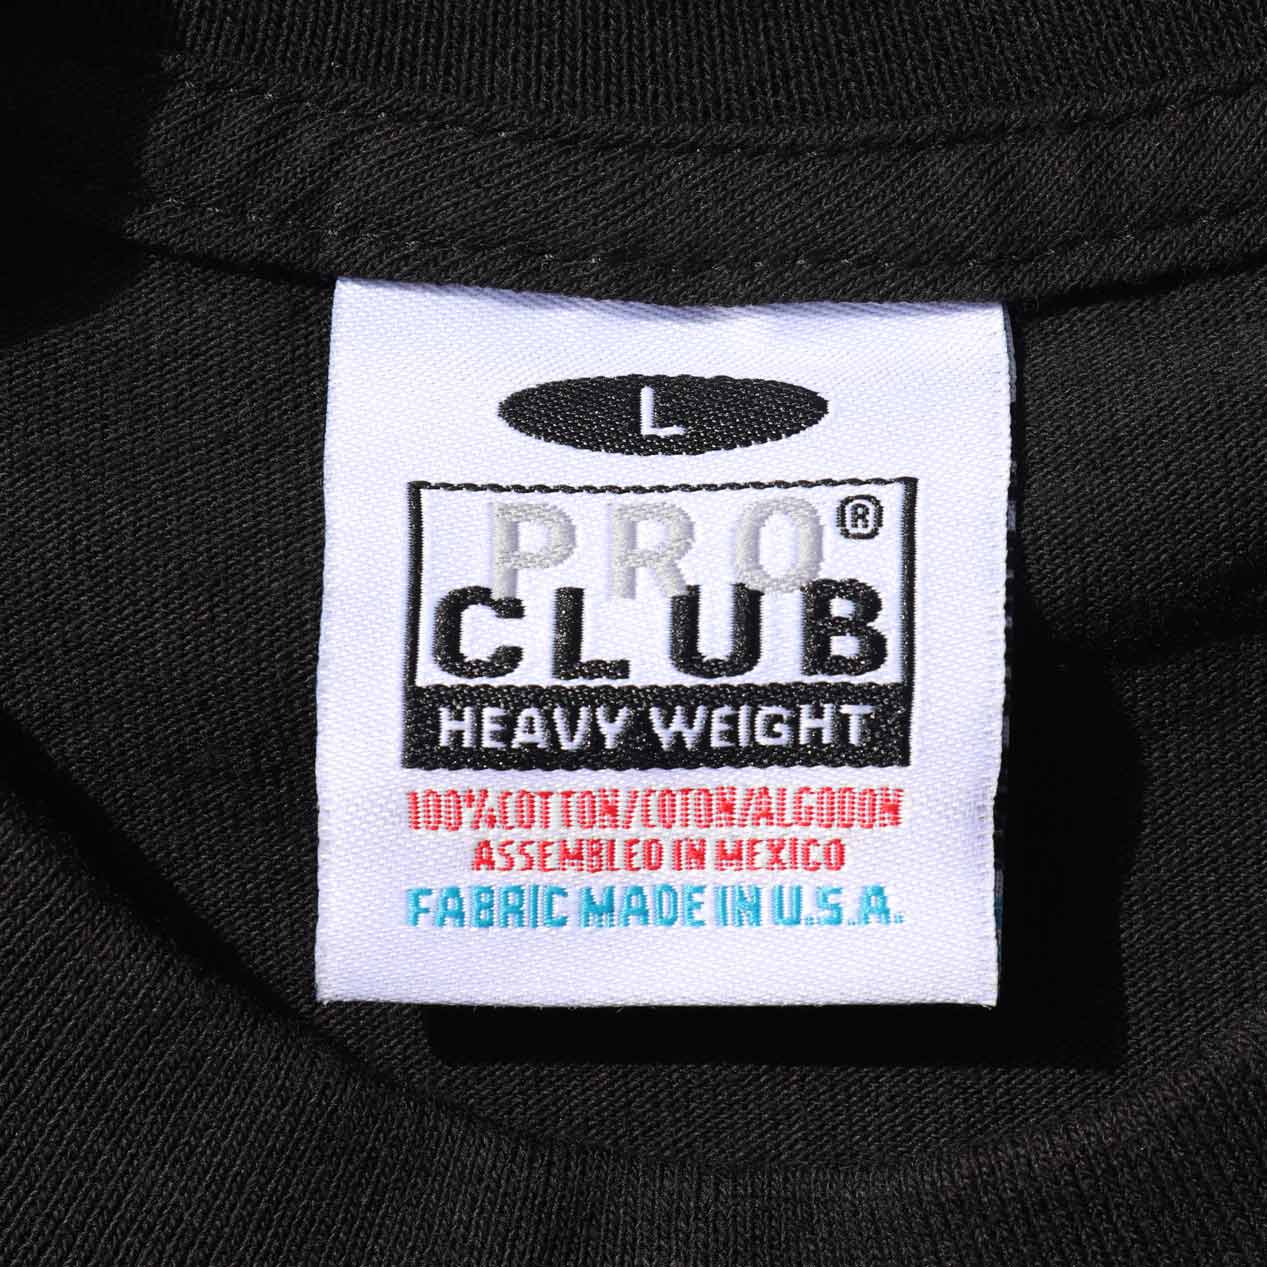 L
PRO®
CLUB
HEAVY WEIGHT
100%COTTON/COTON/ALGODON
ASSEMBLED IN MEXICO
FABRIC MADE IN U.S.A.